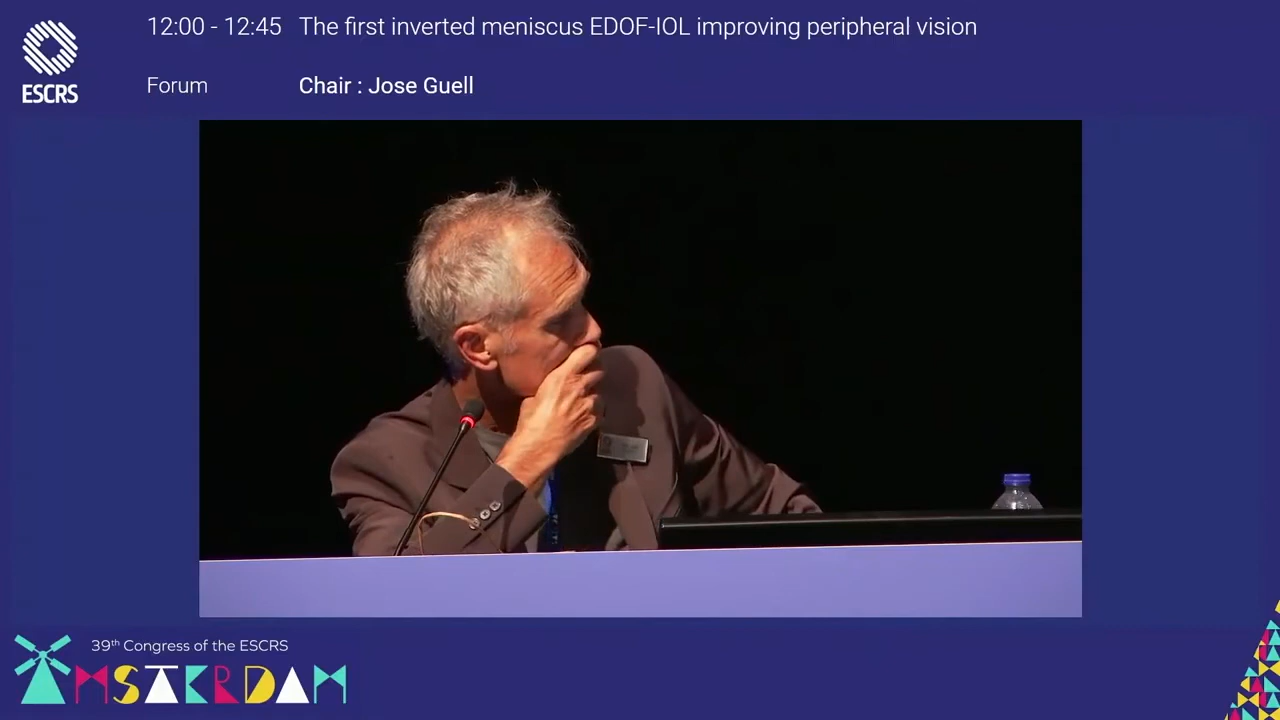 12:00 - 12:45 The first inverted meniscus EDOF-IOL improving peripheral vision
Forum Chair : Jose Guell
ESCRS
39th Congress of the ESCRS
AMSTERDAM